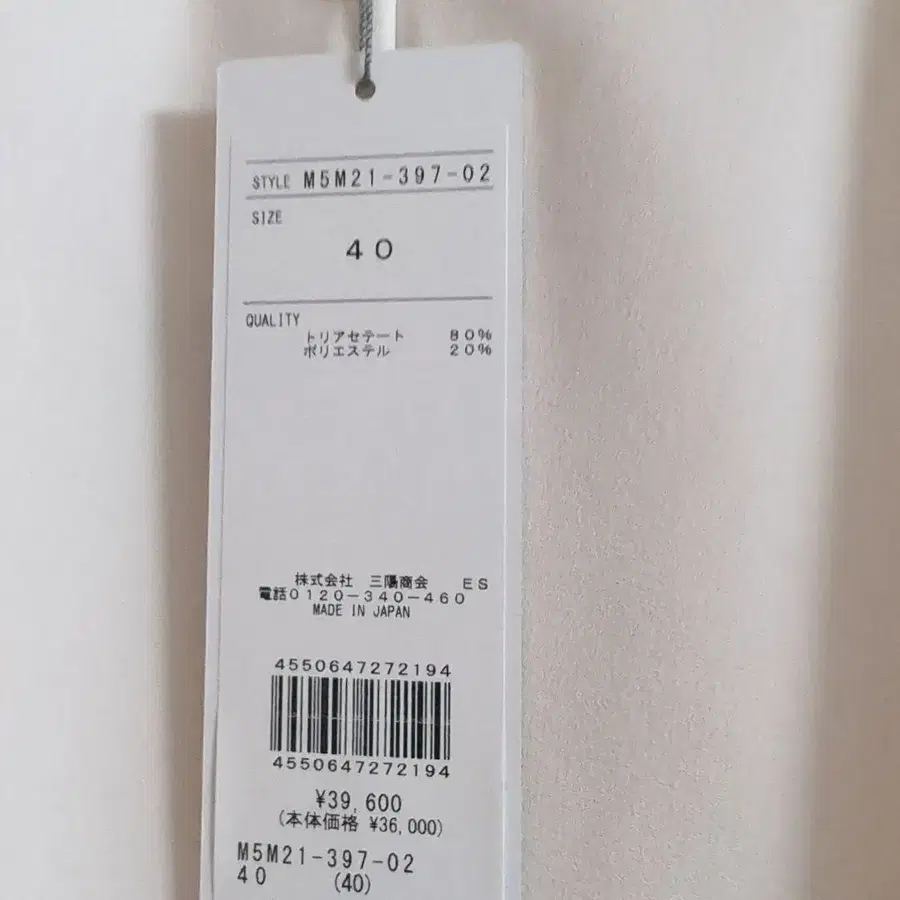 STYLE M5M21-397-02
SIZE
40
QUALITY
トリアセテート 80%
ポリエステル 20%
株式会社 三陽商会 ES
電話0120-340-460
MADE IN JAPAN
4550647272194
4550647272194
¥39,600
(本体価格 ¥36,000)
M5M21-397-02
40 (40)